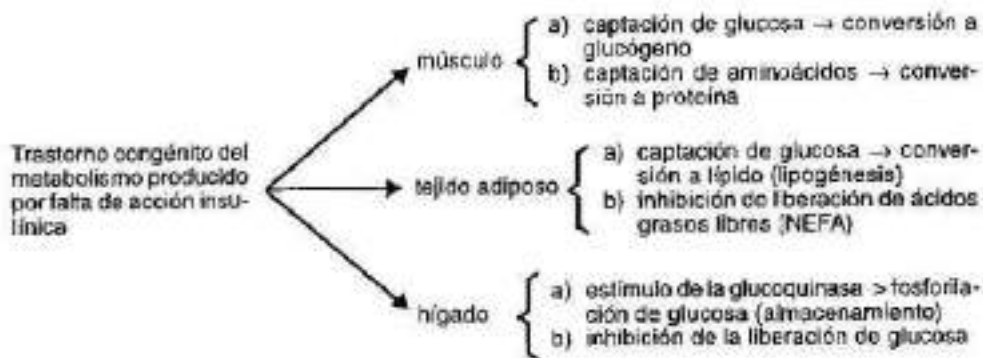 a) captación de glucosa → conversión a
glucógeno
músculo
b) captación de aminoácidos → conver-
sión a proteína
Trastorno congénito del
metabolismo producido
por falta de acción insu-
línica
a) captación de glucosa → conver-
sión a lípido (lipogénesis)
tejido adiposo
b) inhibición de liberación de ácidos
grasos libres (NEFA)
a) estímulo de la glucoquinasa > fosforila-
ción de glucosa (almacenamiento)
hígado
b) inhibición de la liberación de glucosa